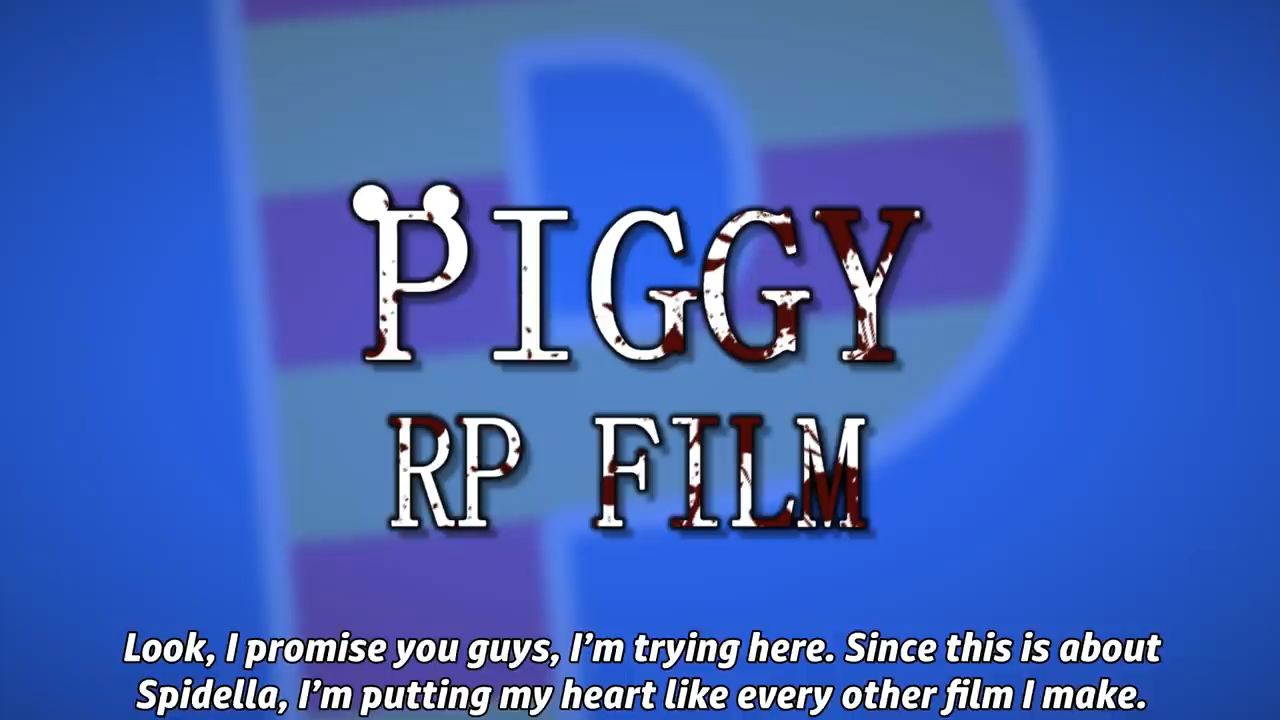 PIGGY
RP FILM
Look, I promise you guys, I'm trying here. Since this is about
Spidella, I'm putting my heart like every other film I make.